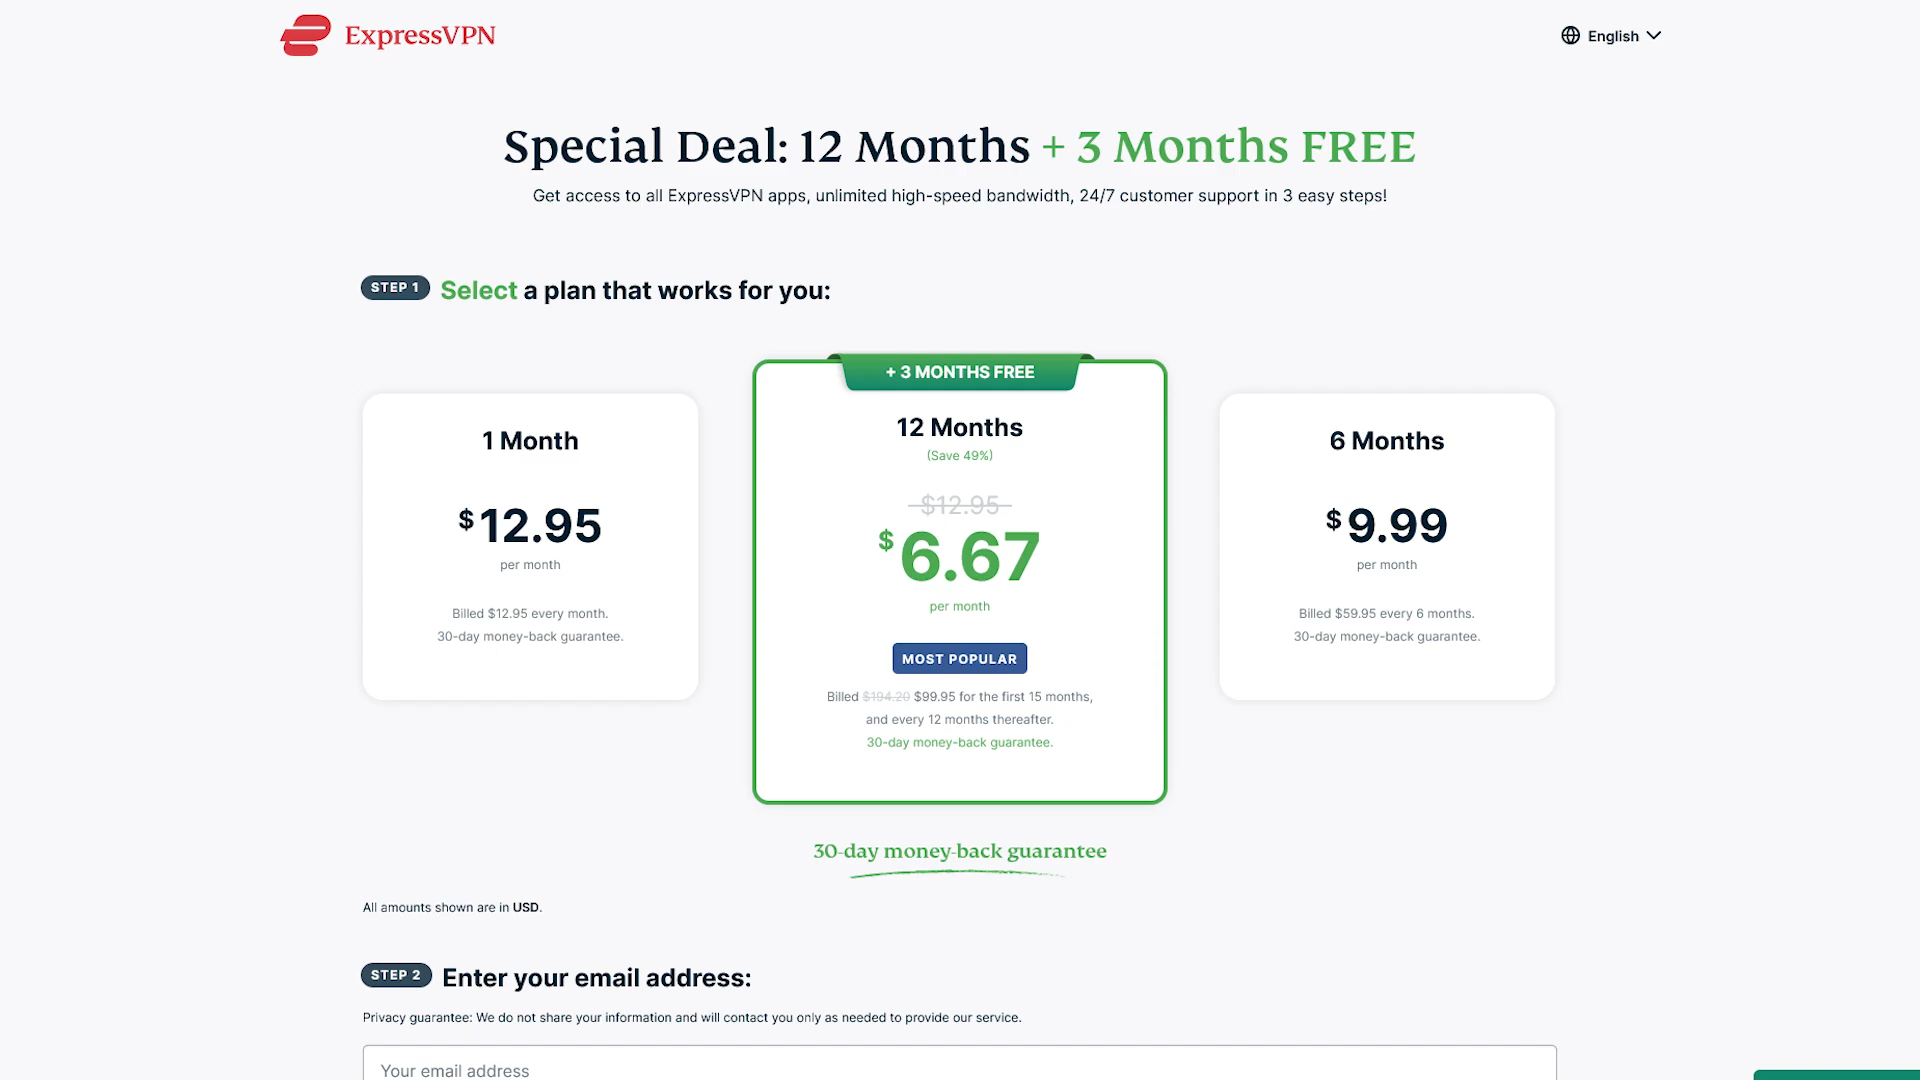 ExpressVPN
English
Special Deal: 12 Months + 3 Months FREE
Get access to all ExpressVPN apps, unlimited high-speed bandwidth, 24/7 customer support in 3 easy steps!
STEP 1 Select a plan that works for you:
1 Month
$12.95
per month
Billed $12.95 every month.
30-day money-back guarantee.
+ 3 MONTHS FREE
12 Months
(Save 49%)
$12.95
$6.67
per month
MOST POPULAR
Billed $194.20 $99.95 for the first 15 months,
and every 12 months thereafter.
30-day money-back guarantee.
6 Months
$9.99
per month
Billed $59.95 every 6 months.
30-day money-back guarantee.
30-day money-back guarantee
All amounts shown are in USD.
STEP 2 Enter your email address:
Privacy guarantee: We do not share your information and will contact you only as needed to provide our service.
Your email address